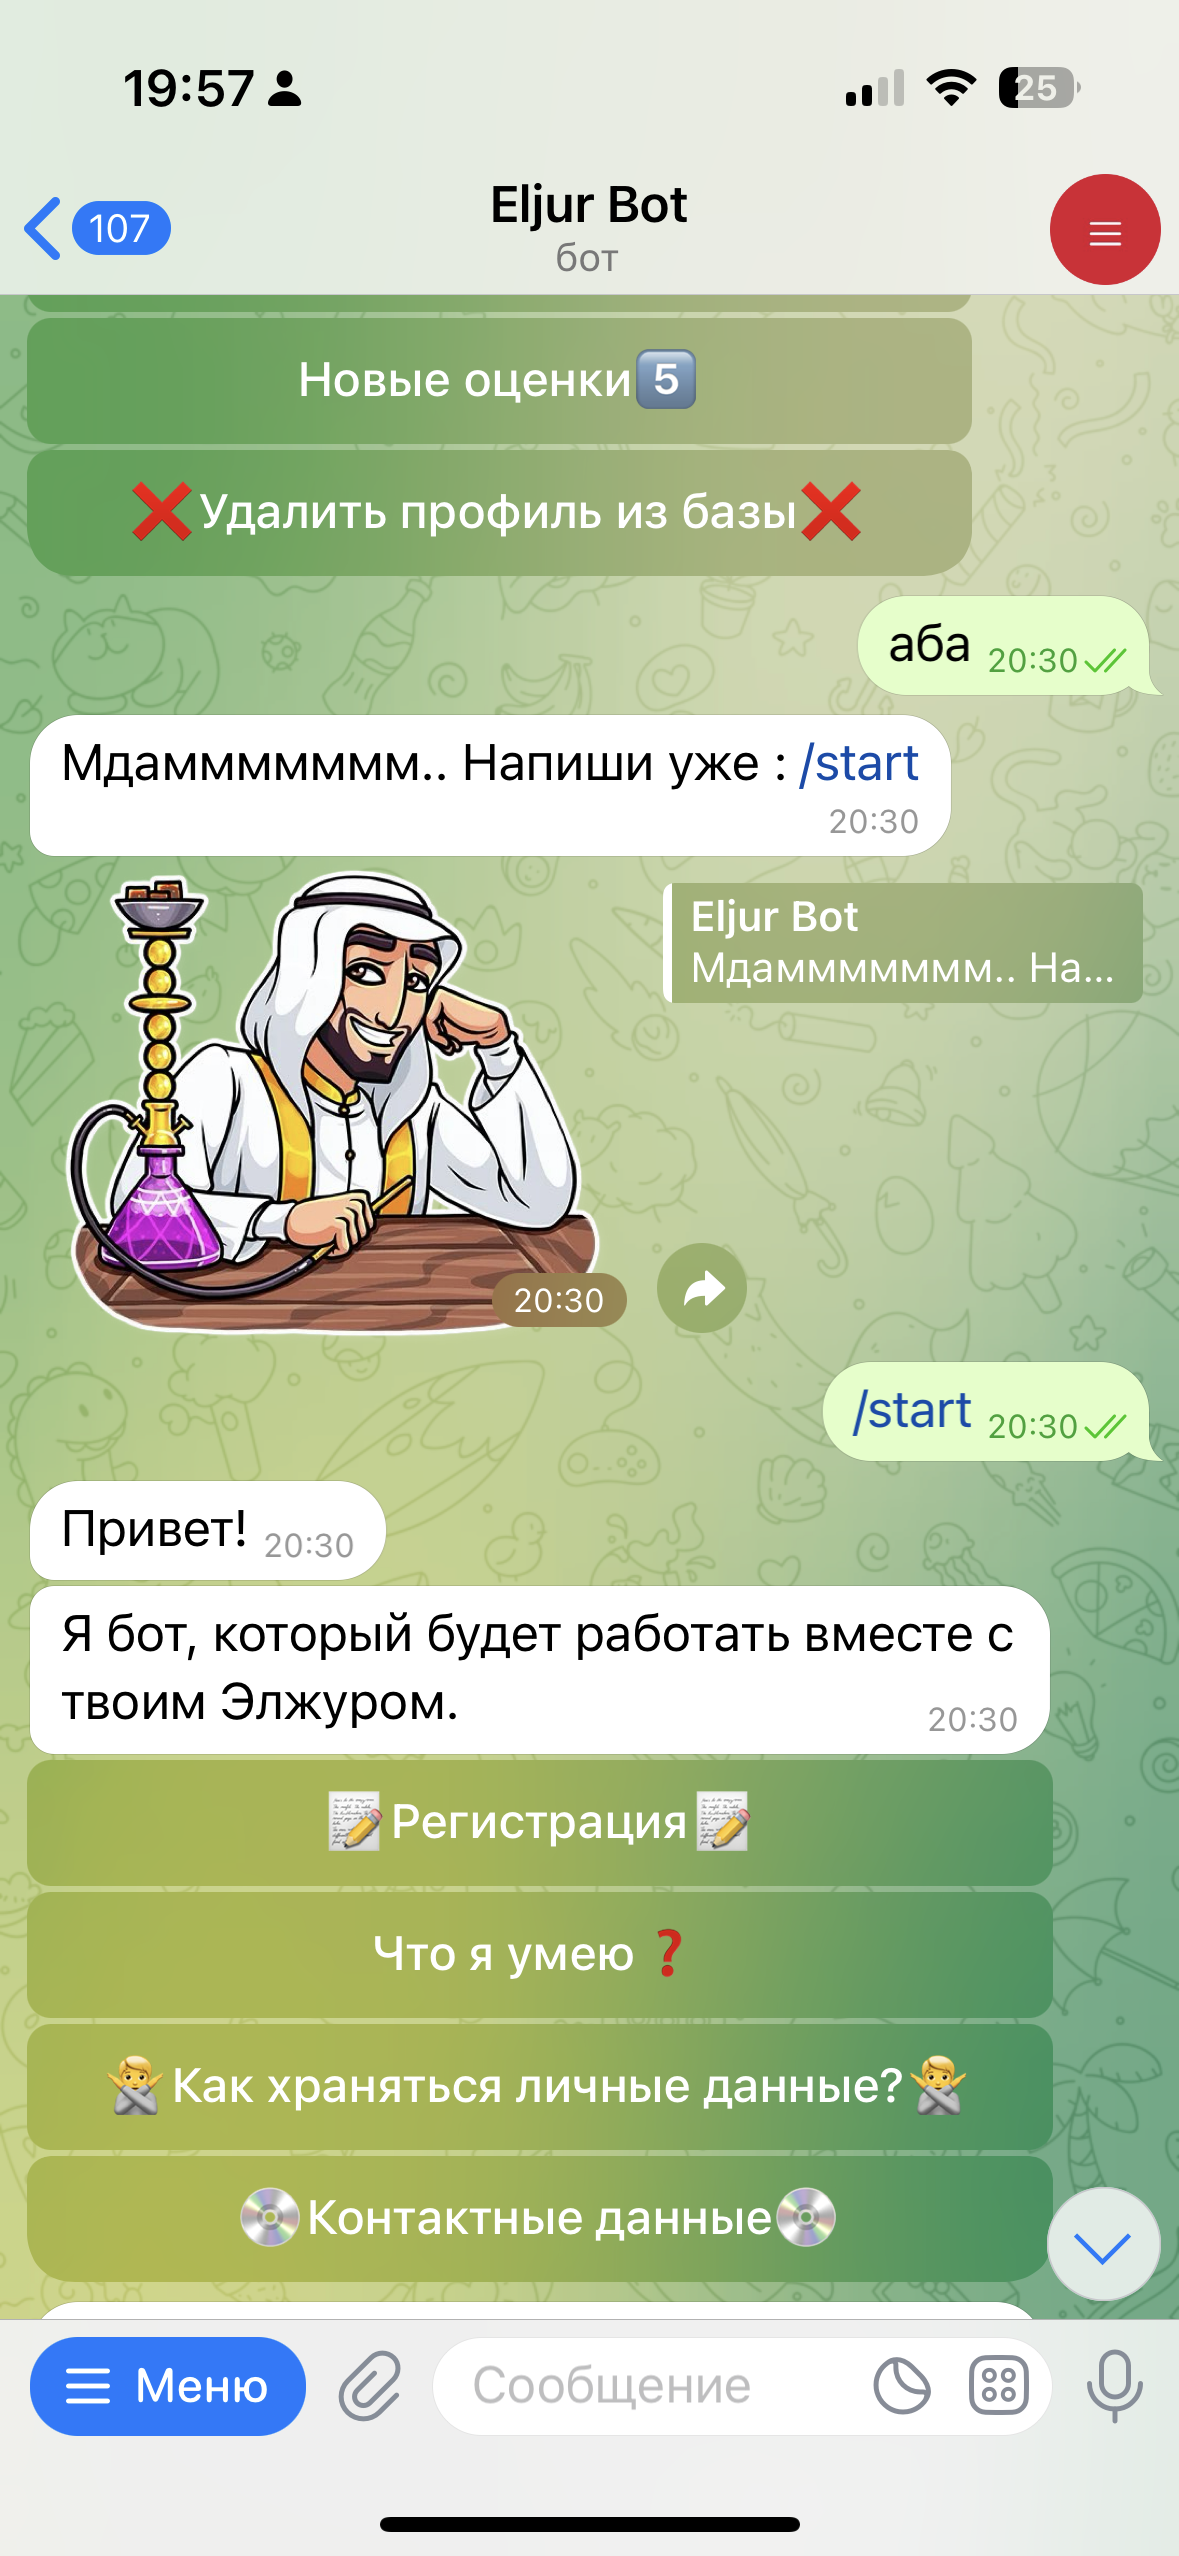 19:57
25
107
Eljur Bot
бот
Новые оценки5️⃣
❌Удалить профиль из базы❌
аба 20:30
Мдаммммммм.. Напиши уже : /start
20:30
Eljur Bot
Мдаммммммм.. На...
20:30
/start 20:30
Привет! 20:30
Я бот, который будет работать вместе с
твоим Элжуром.
20:30
📝Регистрация📝
Что я умею ❓
🙅Как храняться личные данные?🙅
💿Контактные данные💿
Меню
Сообщение